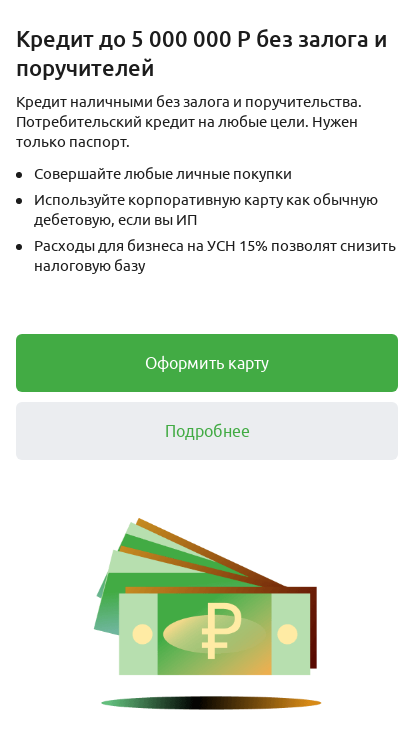 Кредит до 5 000 000 Р без залога и
поручителей
Кредит наличными без залога и поручительства.
Потребительский кредит на любые цели. Нужен
только паспорт.
Совершайте любые личные покупки
Используйте корпоративную карту как обычную
дебетовую, если вы ИП
Расходы для бизнеса на УСН 15% позволят снизить
налоговую базу
Оформить карту
Подробнее
₽